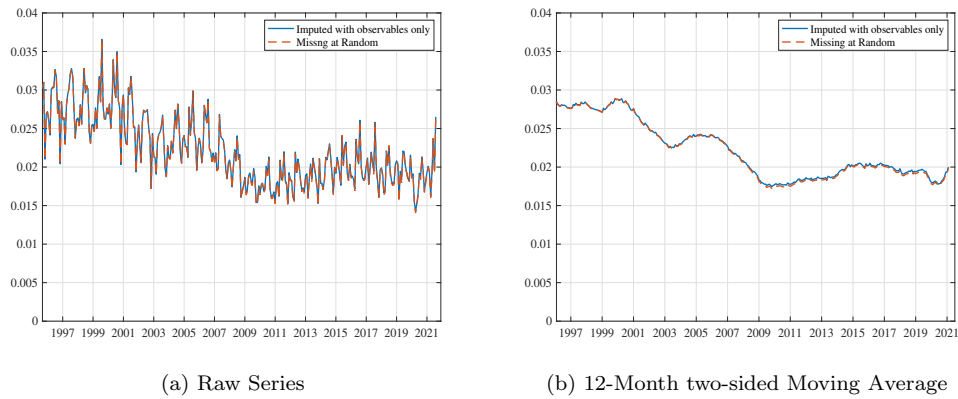 0.04
0.035
0.03
0.025
0.02
0.015
0.01
0.005
0
Imputed with observables only
Missng at Random
1997 1999 2001 2003 2005 2007 2009 2011 2013 2015 2017 2019 2021
(a) Raw Series
0.04
0.035
0.03
0.025
0.02
0.015
0.01
0.005
0
Imputed with observables only
Missing at Random
1997 1999 2001 2003 2005 2007 2009 2011 2013 2015 2017 2019 2021
(b) 12-Month two-sided Moving Average